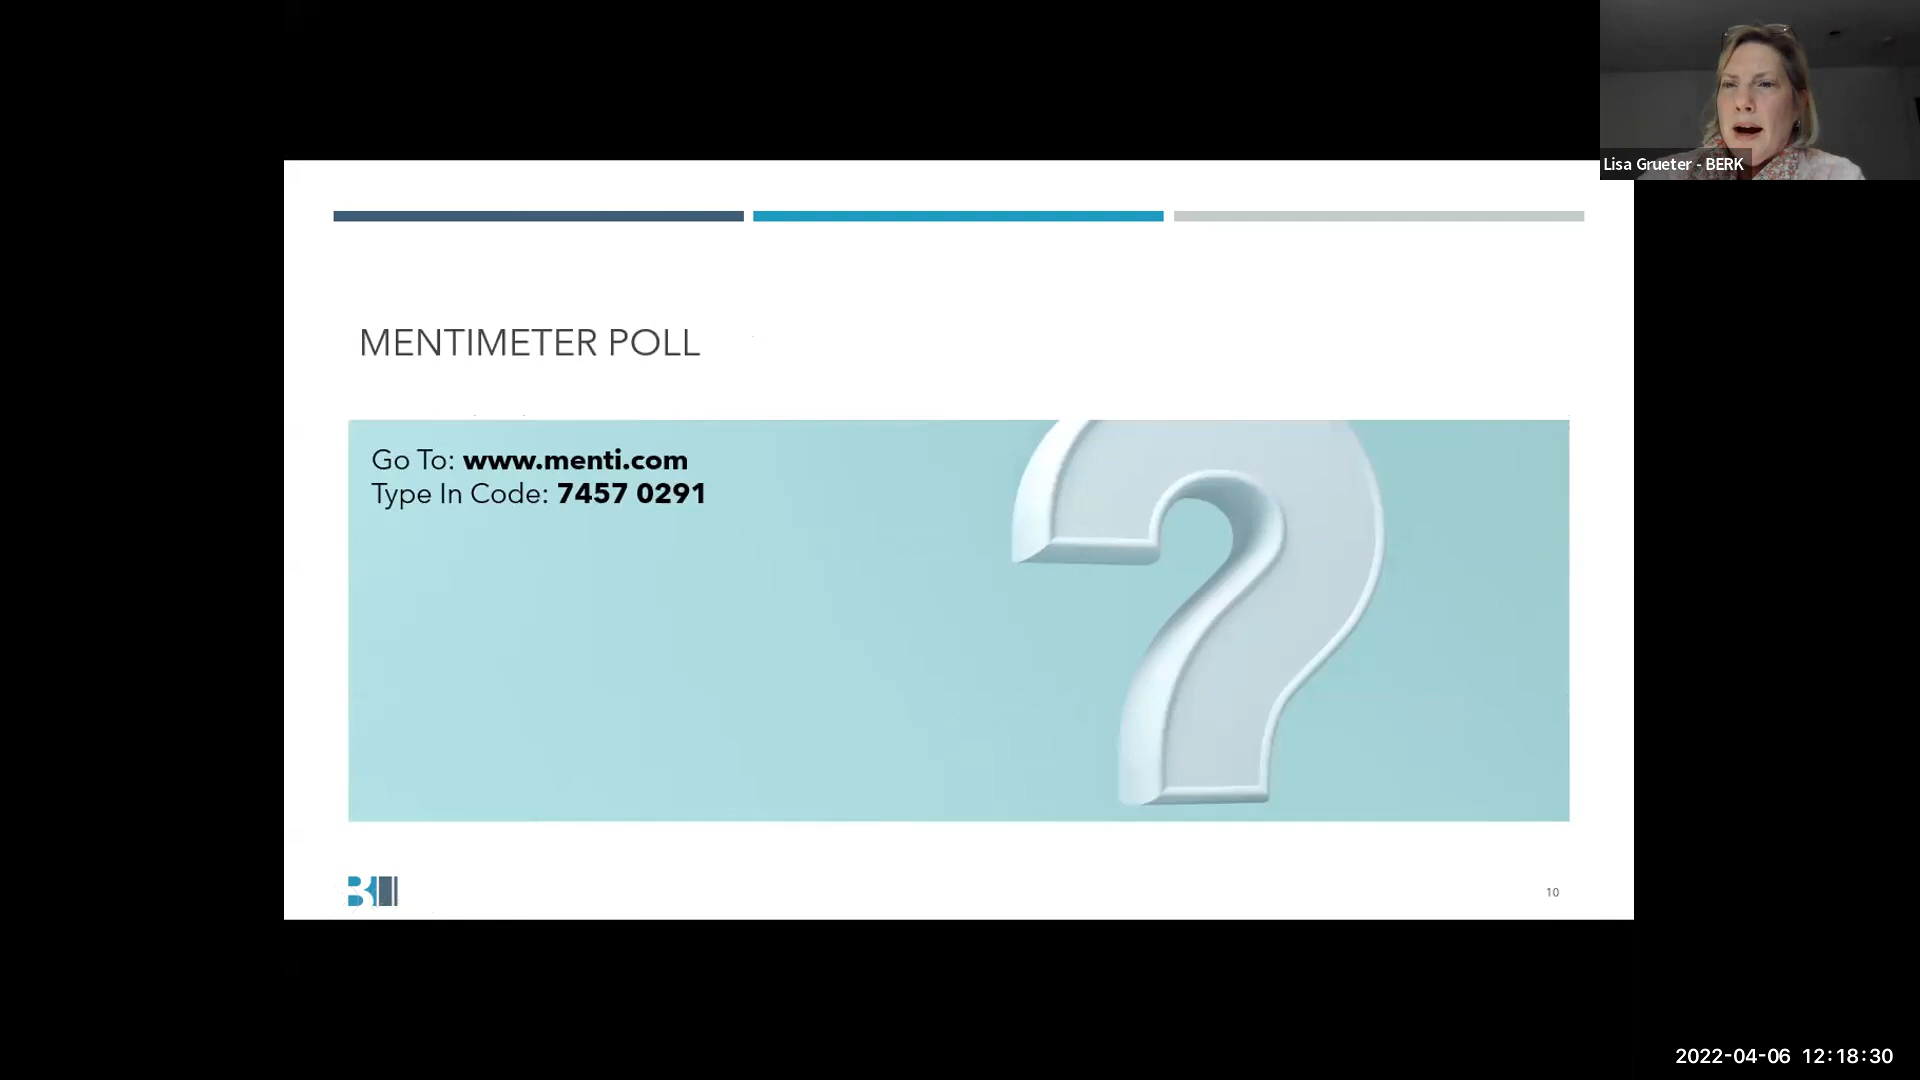 Lisa Grueter - BERK
MENTIMETER POLL
Go To: www.menti.com
Type In Code: 7457 0291
B
10
2022-04-06 12:18:30